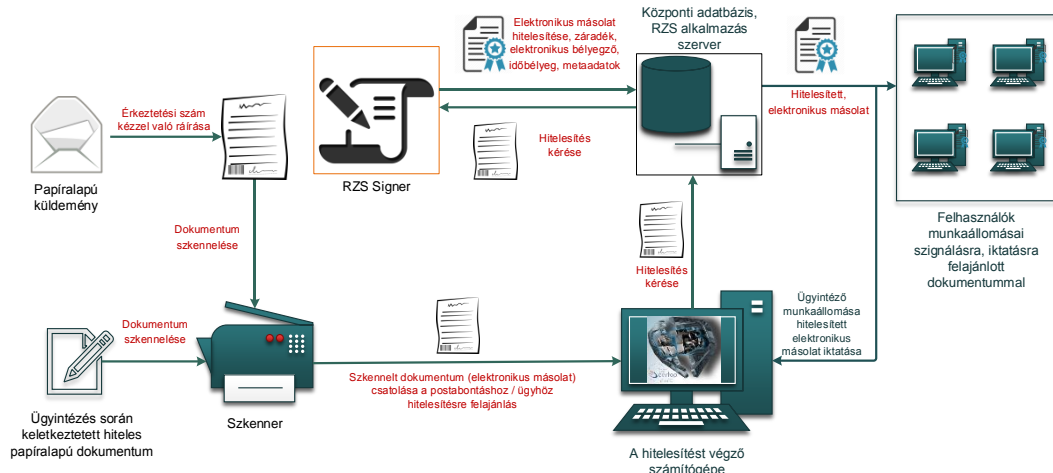 Elektronikus másolat
hitelesítése, záradék,
elektronikus bélyegző,
időbélyeg, metaadatok
Központi adatbázis,
RZS alkalmazás
szerver
Érkeztetési szám
kézzel való ráírása
Hitelesítés
kérése
Hitelesített,
elektronikus másolat
Papíralapú
küldemény
RZS Signer
Felhasználók
munkaállomásai
szignálásra, iktatásra
felajánlott
dokumentummal
Dokumentum
szkennelése
Hitelesítés
kérése
Dokumentum
szkennelése
Ügyintéző
munkaállomása
hitelesített
elektronikus
másolat iktatása
Szkennelt dokumentum (elektronikus másolat)
csatolása a postabontáshoz / ügyhöz
hitelesítésre felajánlás
Ügyintézés során
keletkeztetett hiteles
papíralapú dokumentum
Szkenner
A hitelesítést végző
számítógépe